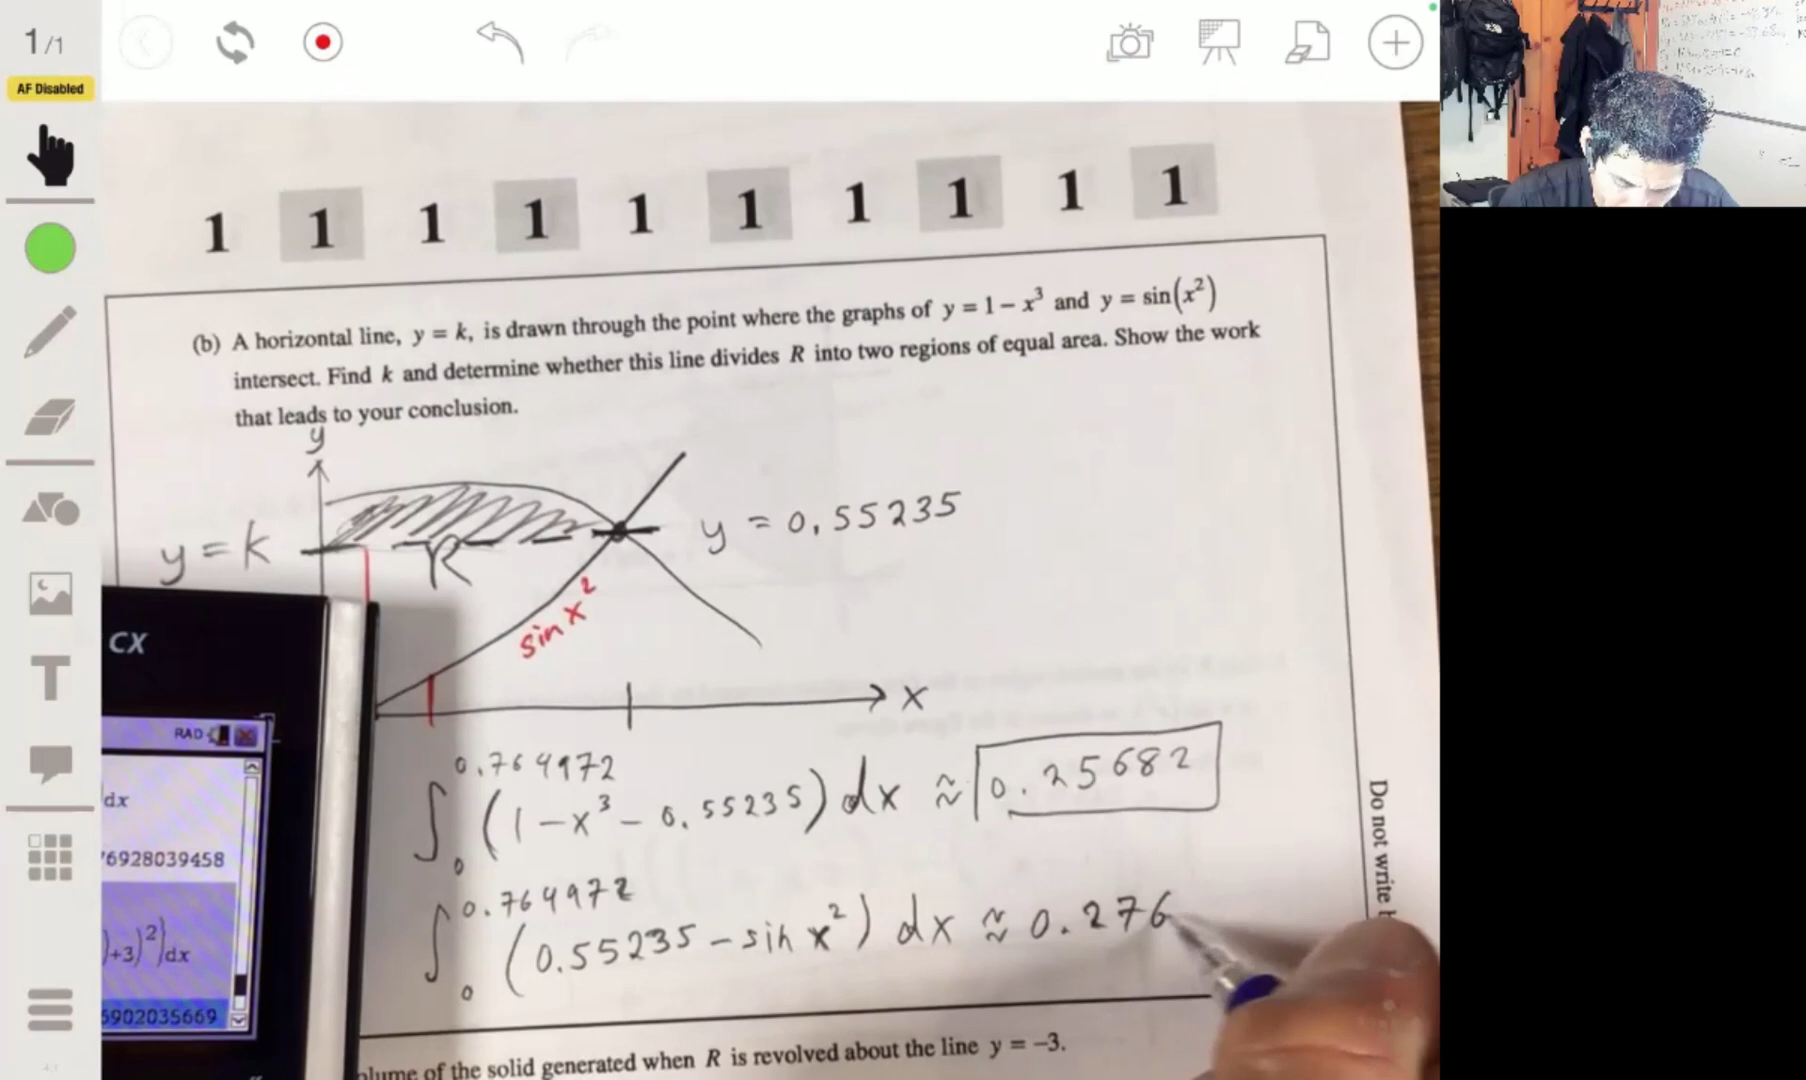 1/1
AF Disabled
1 1 1 1 1 1 1 1 1 1
(b) A horizontal line, y = k, is drawn through the point where the graphs of y = 1 – x³ and y = sin(x²)
intersect. Find k and determine whether this line divides R into two regions of equal area. Show the work
that leads to your conclusion.
y
y = k
R
y = 0.55235
sin x²
x
CX
RAD
dx
6928039458
)+3)²)dx
5902035669
∫₀^0.764972 (1 – x³ – 0.55235) dx ≈ 0.25682
∫₀^0.764972 (0.55235 – sin x²) dx ≈ 0.276
Do not write
olume of the solid generated when R is revolved about the line y = –3.
T